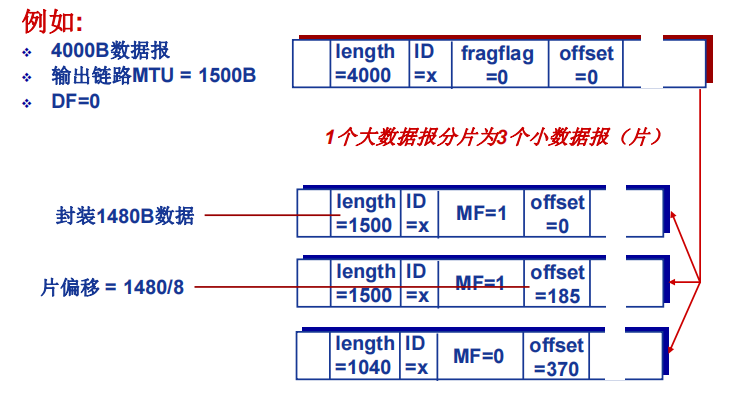 例如:
❖ 4000B数据报
❖ 输出链路MTU = 1500B
❖ DF=0
length =4000 ID =x fragflag =0 offset =0
1个大数据报分片为3个小数据报（片）
封装1480B数据
length =1500 ID =x MF=1 offset =0
片偏移 = 1480/8
length =1500 ID =x MF=1 offset =185
length =1040 ID =x MF=0 offset =370